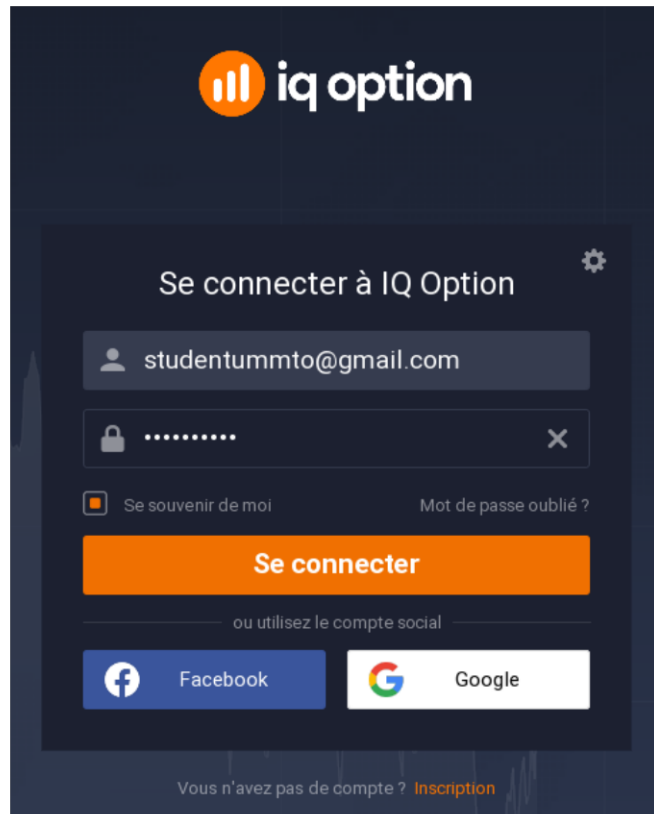 iq option
Se connecter à IQ Option
studentummto@gmail.com
••••••••••
Se souvenir de moi
Mot de passe oublié ?
Se connecter
ou utilisez le compte social
Facebook
Google
Vous n'avez pas de compte ? Inscription